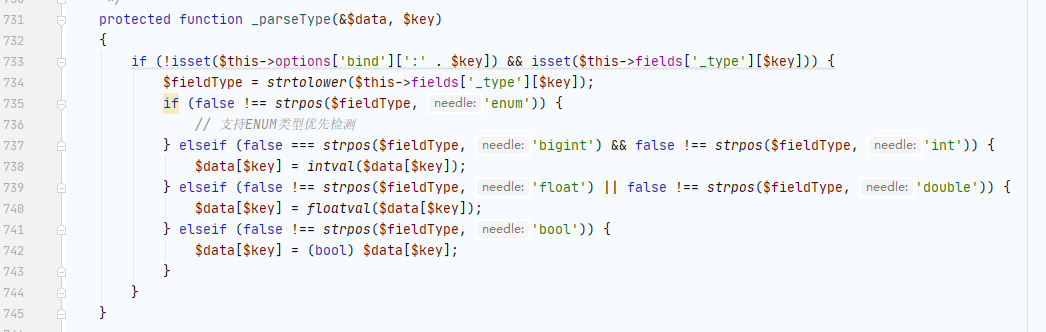 731 protected function _parseType(&$data, $key)
732 {
733 if (!isset($this->options['bind'][':' . $key]) && isset($this->fields['_type'][$key])) {
734 $fieldType = strtolower($this->fields['_type'][$key]);
735 if (false !== strpos($fieldType, needle: 'enum')) {
736 // 支持ENUM类型优先检测
737 } elseif (false === strpos($fieldType, needle: 'bigint') && false !== strpos($fieldType, needle: 'int')) {
738 $data[$key] = intval($data[$key]);
739 } elseif (false !== strpos($fieldType, needle: 'float') || false !== strpos($fieldType, needle: 'double')) {
740 $data[$key] = floatval($data[$key]);
741 } elseif (false !== strpos($fieldType, needle: 'bool')) {
742 $data[$key] = (bool) $data[$key];
743 }
744 }
745 }